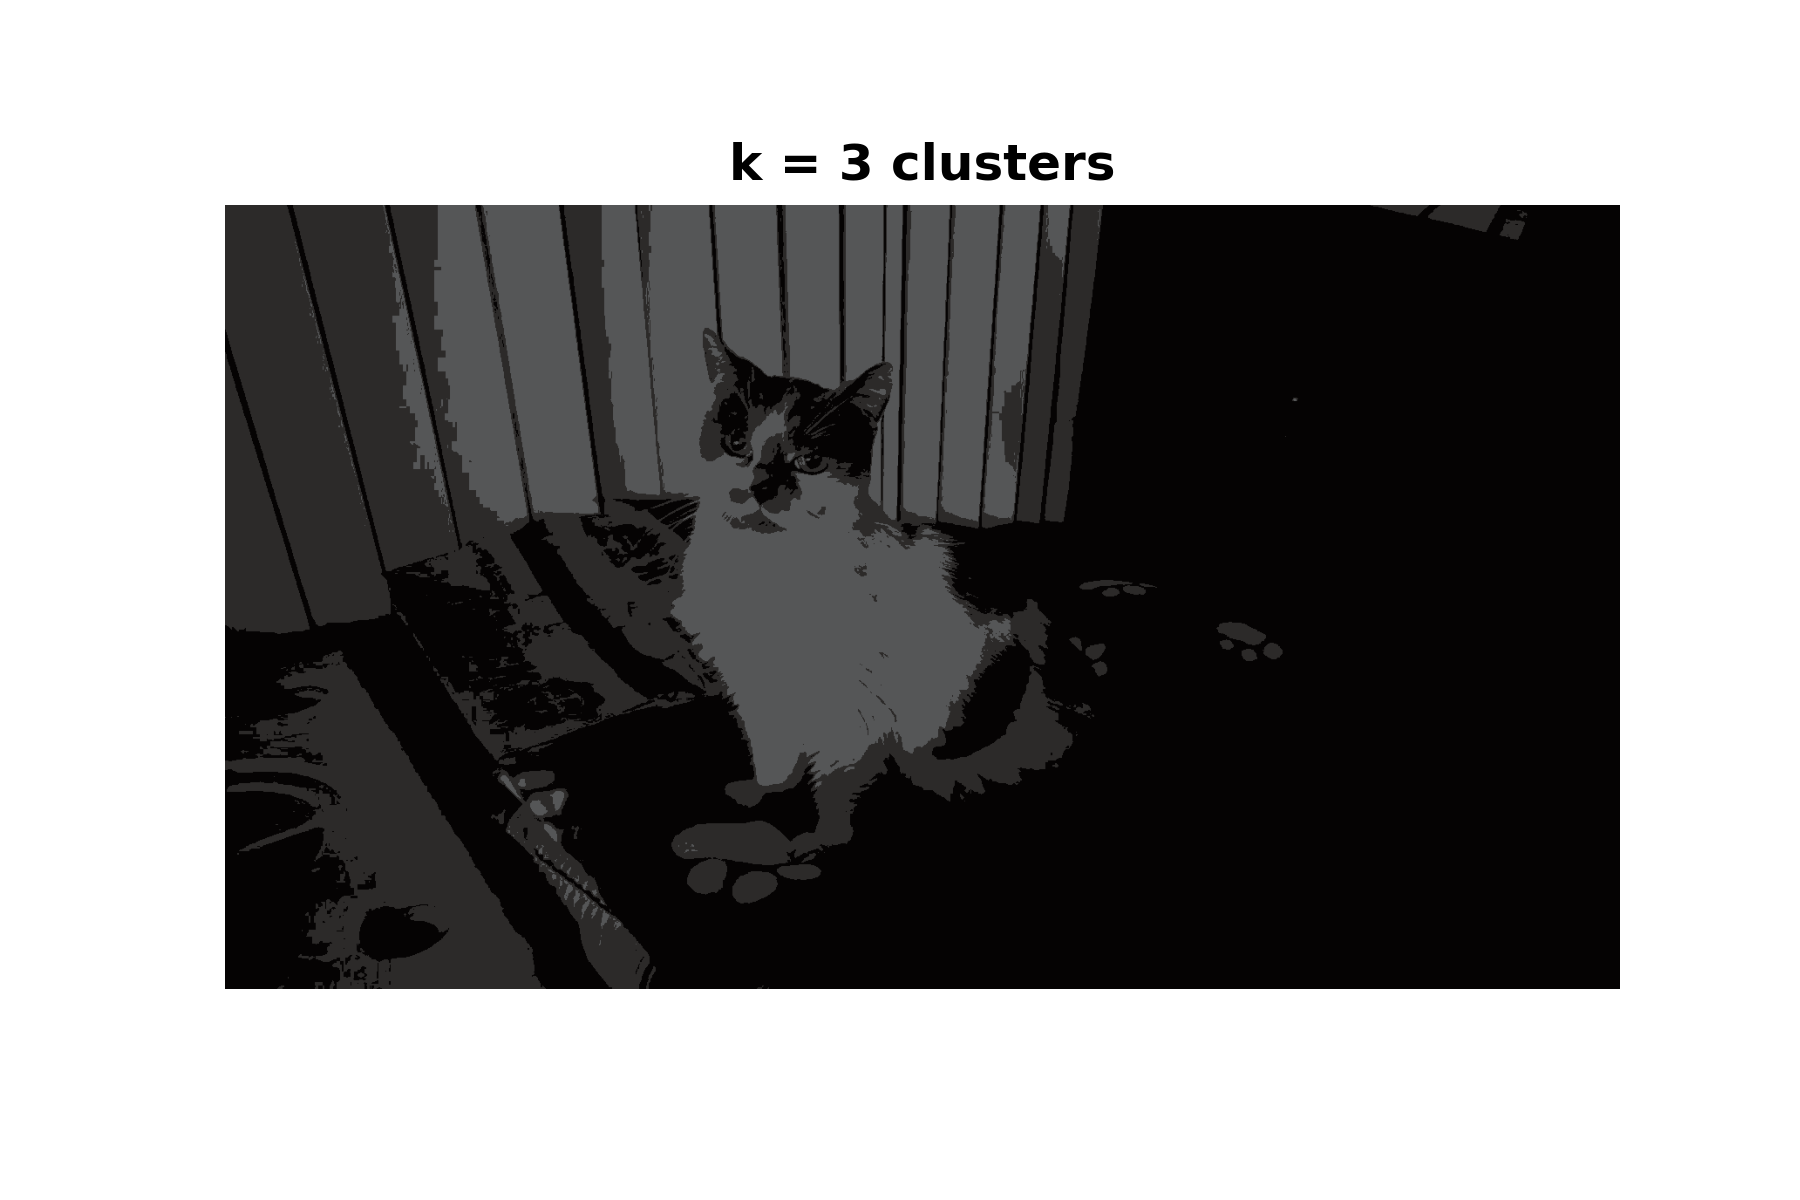 k = 3 clusters